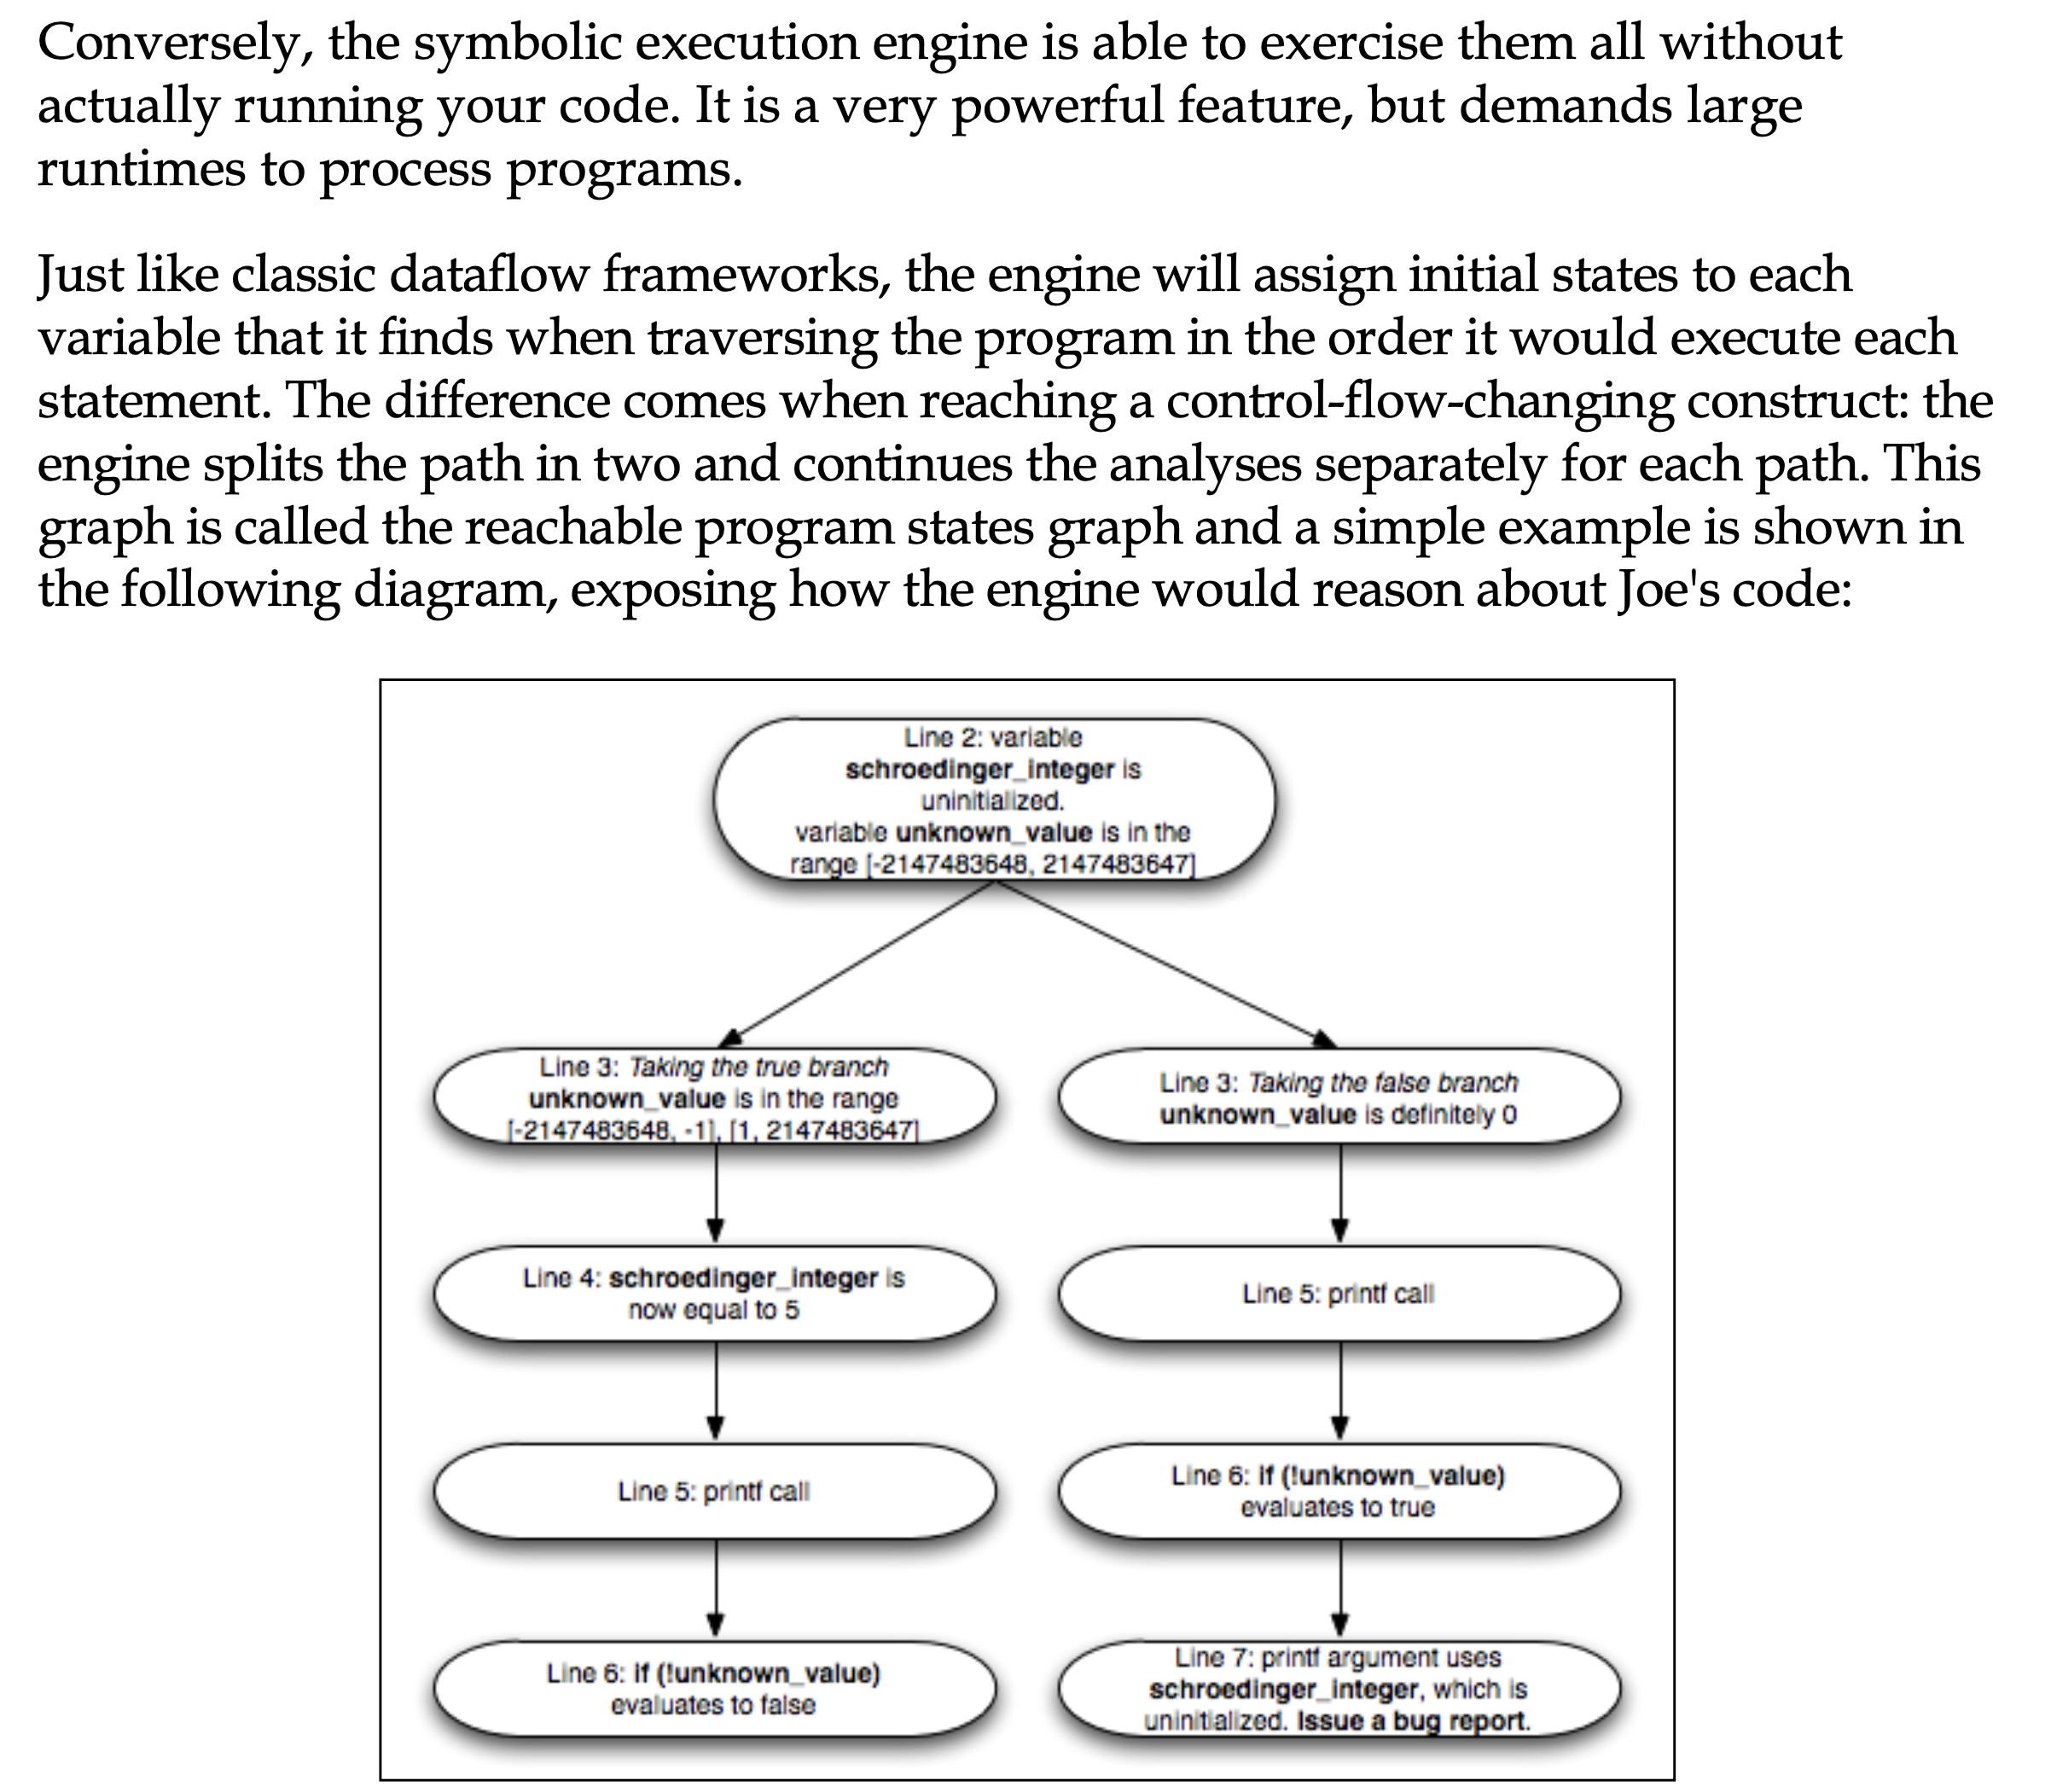 Conversely, the symbolic execution engine is able to exercise them all without
actually running your code. It is a very powerful feature, but demands large
runtimes to process programs.
Just like classic dataflow frameworks, the engine will assign initial states to each
variable that it finds when traversing the program in the order it would execute each
statement. The difference comes when reaching a control-flow-changing construct: the
engine splits the path in two and continues the analyses separately for each path. This
graph is called the reachable program states graph and a simple example is shown in
the following diagram, exposing how the engine would reason about Joe's code:
Line 2: variable
schroedinger_integer is
uninitialized.
variable unknown_value is in the
range [-2147483648, 2147483647]
Line 3: Taking the true branch
unknown_value is in the range
[-2147483648, -1], [1, 2147483647]
Line 3: Taking the false branch
unknown_value is definitely 0
Line 4: schroedinger_integer is
now equal to 5
Line 5: printf call
Line 5: printf call
Line 6: if (!unknown_value)
evaluates to true
Line 6: if (!unknown_value)
evaluates to false
Line 7: printf argument uses
schroedinger_integer, which is
uninitialized. Issue a bug report.